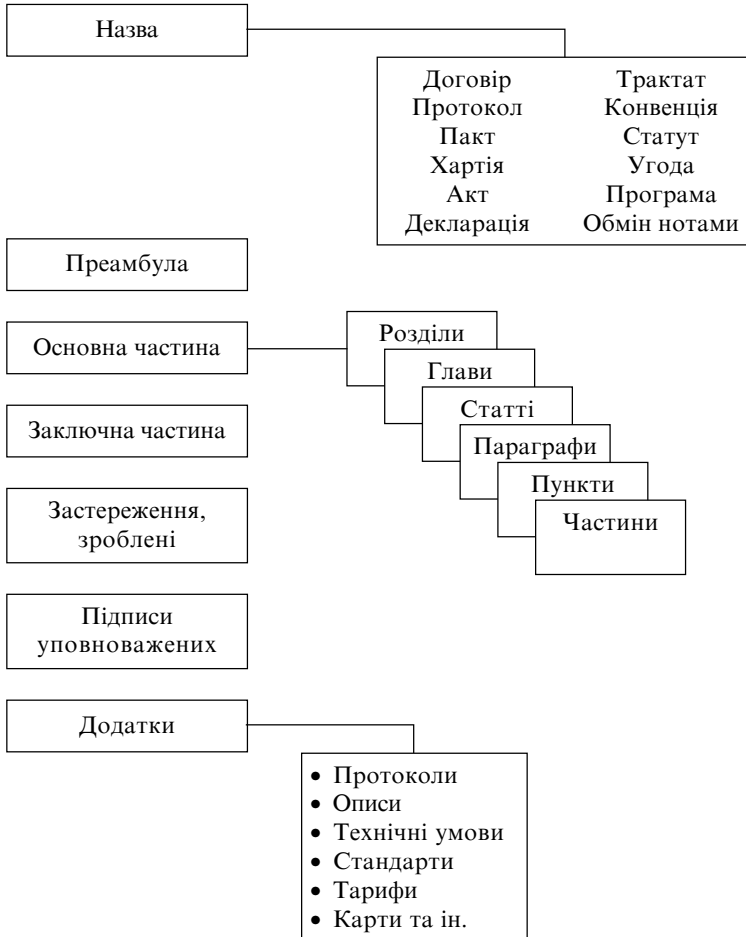 Назва
Договір Трактат
Протокол Конвенція
Пакт Статут
Хартія Угода
Акт Програма
Декларація Обмін нотами
Преамбула
Основна частина
Розділи
Глави
Статті
Параграфи
Пункти
Частини
Заключна частина
Застереження,
зроблені
Підписи
уповноважених
Додатки
• Протоколи
• Описи
• Технічні умови
• Стандарти
• Тарифи
• Карти та ін.